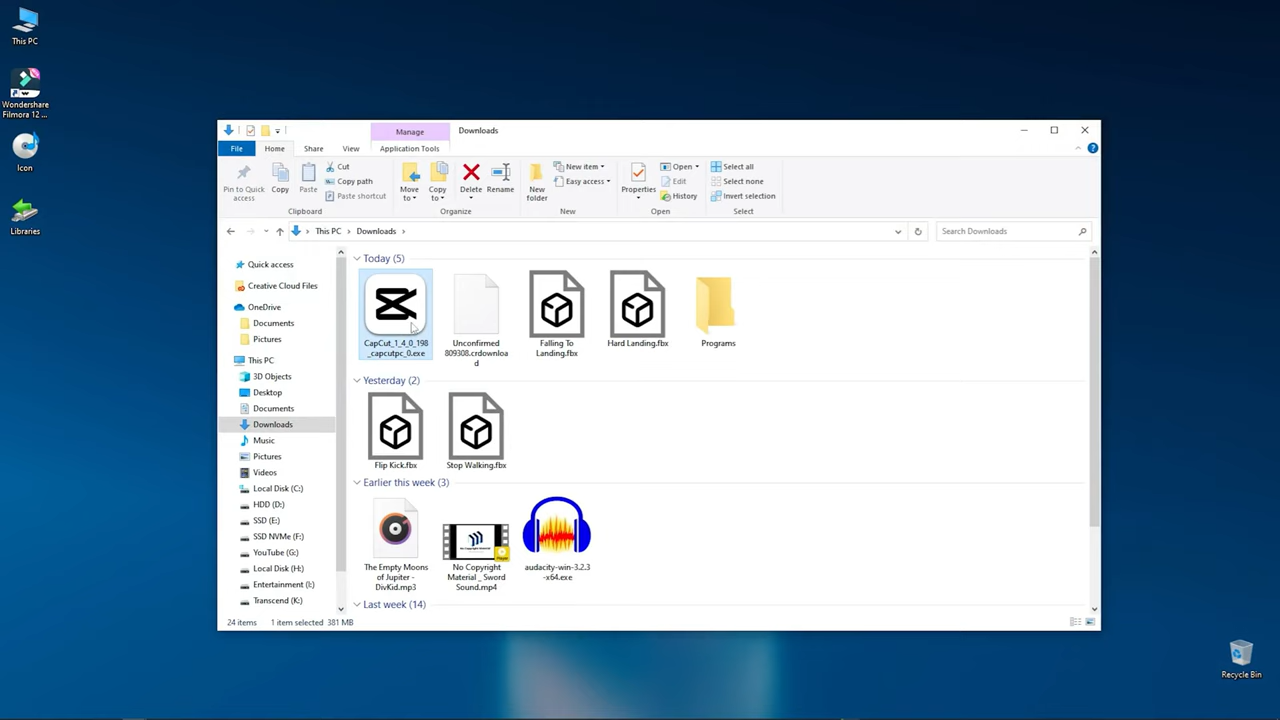 This PC
Wondershare
Filmora 12 ...
Icon
Libraries
Recycle Bin
Manage
Downloads
File
Home
Share
View
Application Tools
Pin to Quick
access
Copy
Paste
Cut
Copy path
Paste shortcut
Clipboard
Move
to
Copy
to
Delete
Rename
Organize
New
folder
New item
Easy access
New
Properties
Open
Edit
History
Open
Select all
Select none
Invert selection
Select
This PC
Downloads
Search Downloads
Quick access
Creative Cloud Files
OneDrive
Documents
Pictures
This PC
3D Objects
Desktop
Documents
Downloads
Music
Pictures
Videos
Local Disk (C:)
HDD (D:)
SSD (E:)
SSD NVMe (F:)
YouTube (G:)
Local Disk (H:)
Entertainment (I:)
Transcend (K:)
Today (5)
CapCut_1_4_0_198
_capcutpc_0.exe
Unconfirmed
809308.crdownloa
d
Falling To
Landing.fbx
Hard Landing.fbx
Programs
Yesterday (2)
Flip Kick.fbx
Stop Walking.fbx
Earlier this week (3)
The Empty Moons
of Jupiter -
DivKid.mp3
No Copyright
Material _ Sword
Sound.mp4
audacity-win-3.2.3
-x64.exe
Last week (14)
24 items
1 item selected 381 MB